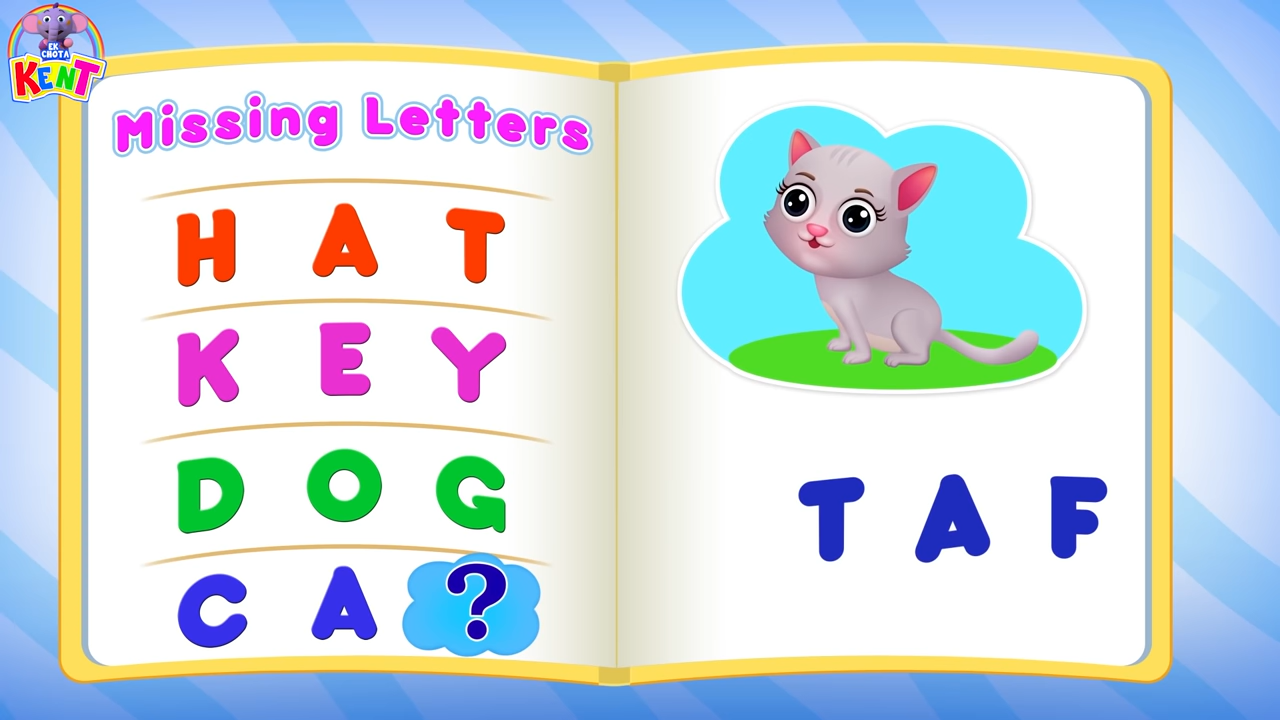 EK
CHOTA
KENT
Missing Letters
H A T
K E Y
D O G
C A ?
T A F